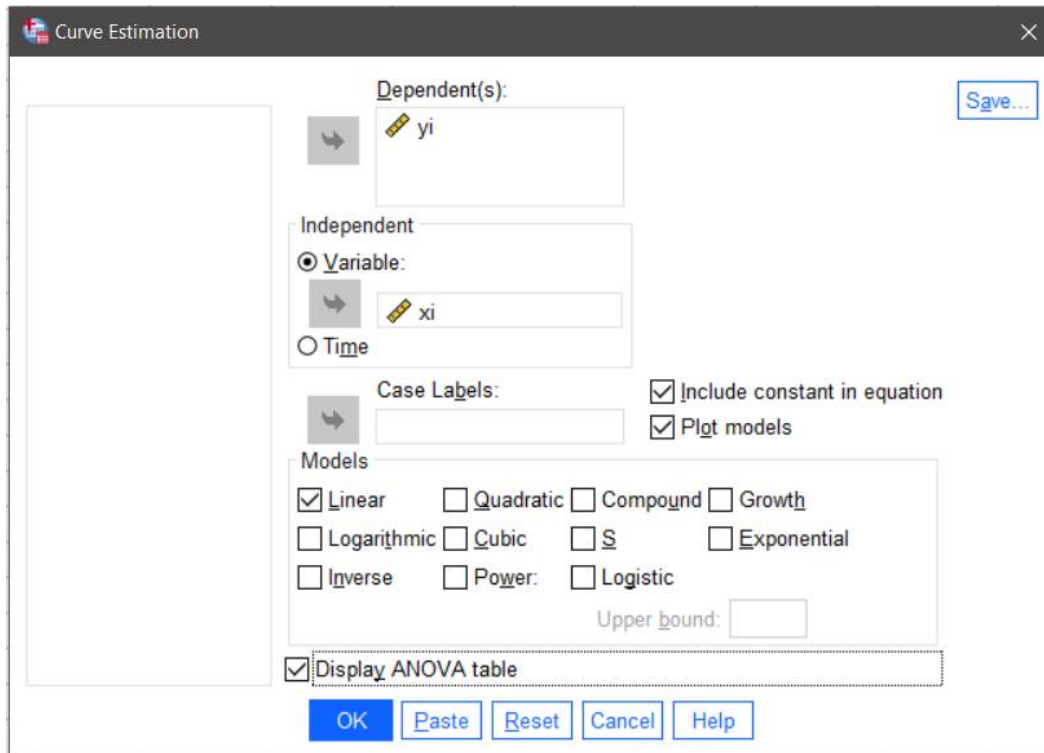 Curve Estimation
Dependent(s):
Save...
yi
Independent
Variable:
xi
Time
Case Labels:
Include constant in equation
Plot models
Models
Linear Quadratic Compound Growth
Logarithmic Cubic S Exponential
Inverse Power: Logistic
Upper bound:
Display ANOVA table
OK Paste Reset Cancel Help